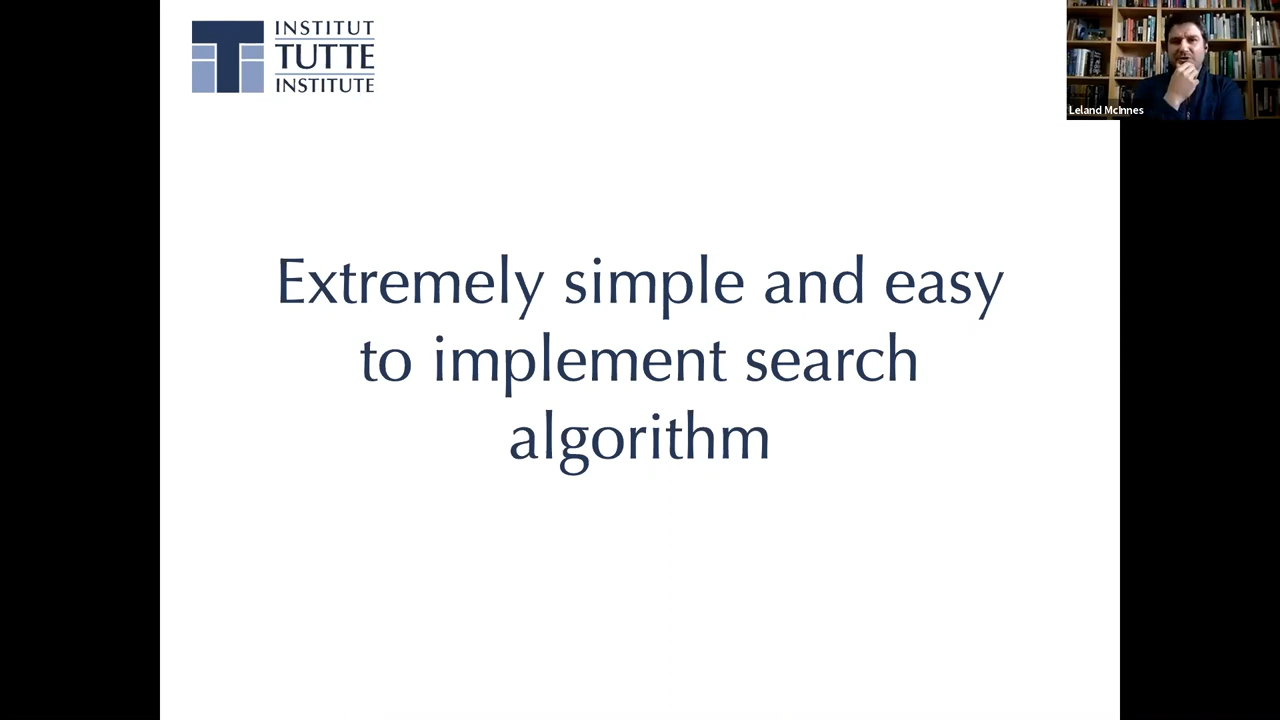 INSTITUT
TUTTE
INSTITUTE
Leland McInnes
Extremely simple and easy
to implement search
algorithm